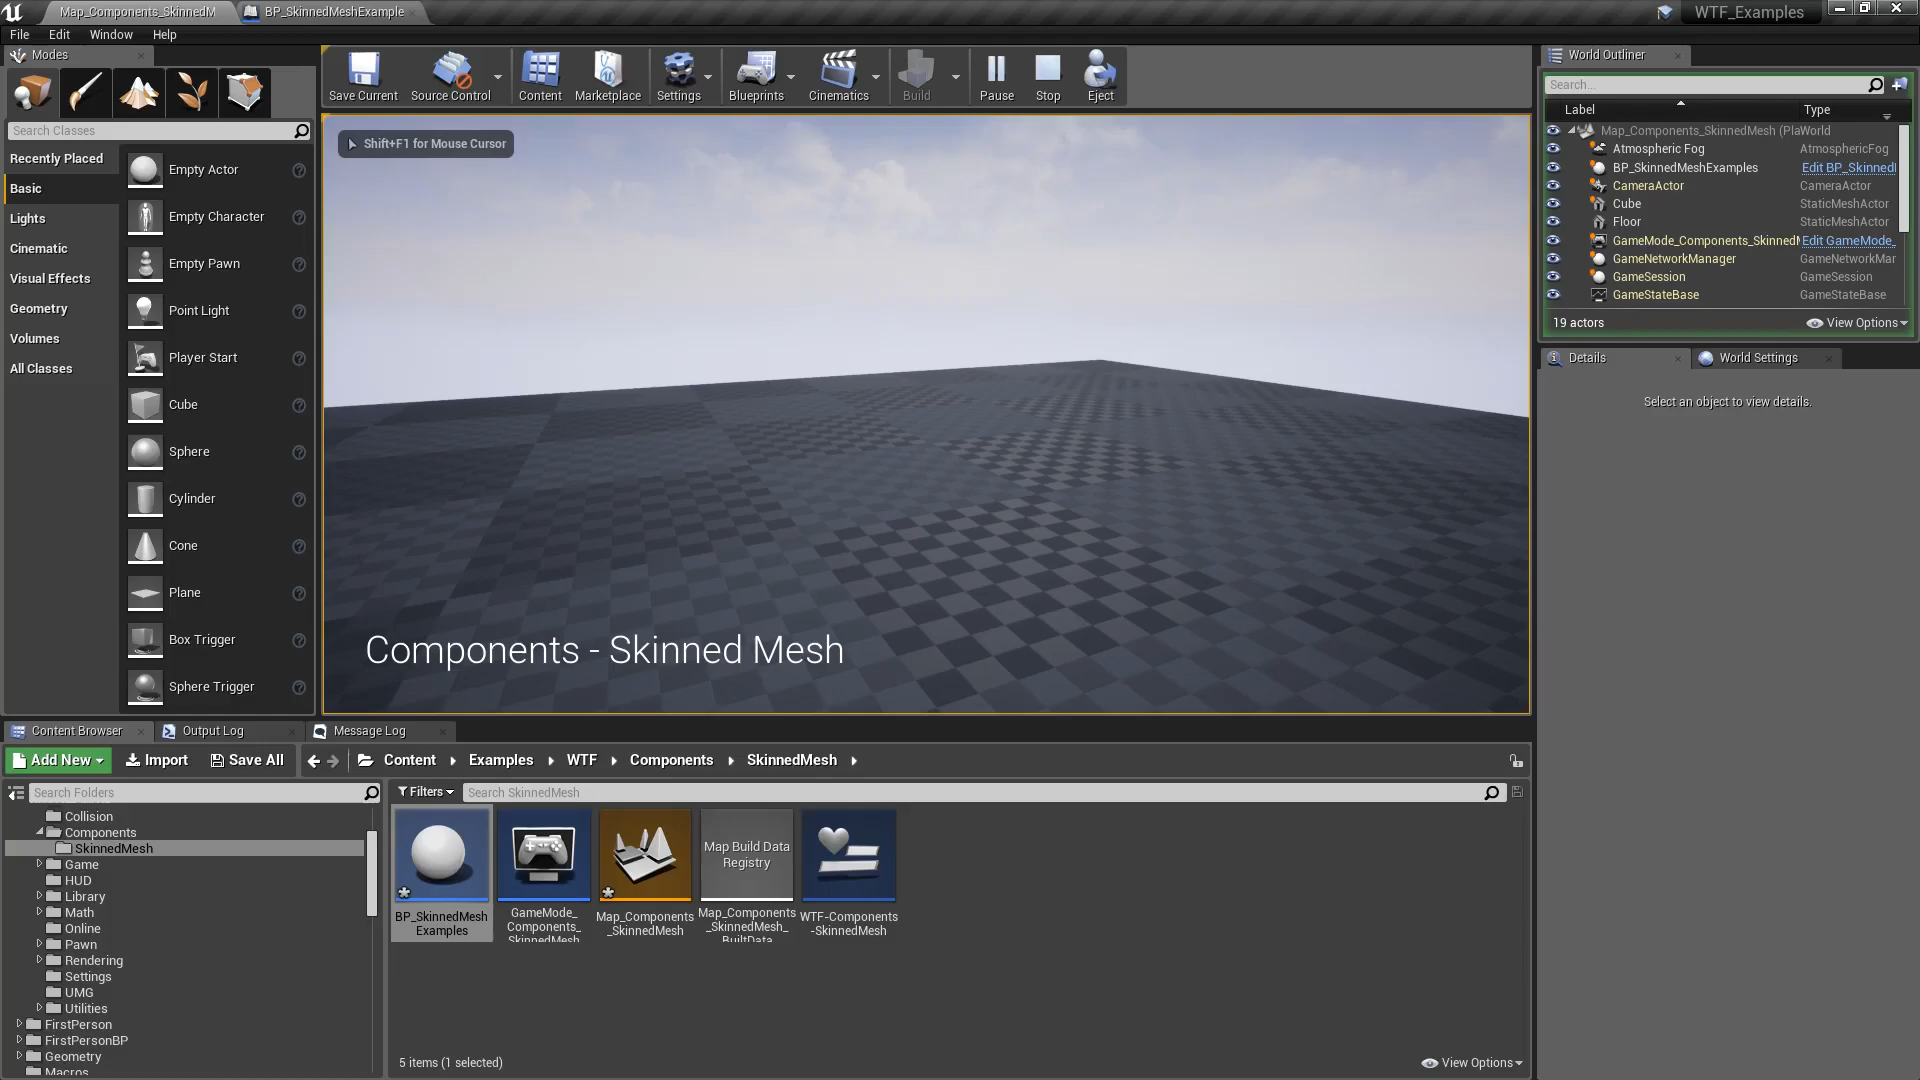 Map_Components_SkinnedM
BP_SkinnedMeshExample
WTF_Examples
File
Edit
Window
Help
Modes
Search Classes
Recently Placed
Basic
Lights
Cinematic
Visual Effects
Geometry
Volumes
All Classes
Empty Actor
Empty Character
Empty Pawn
Point Light
Player Start
Cube
Sphere
Cylinder
Cone
Plane
Box Trigger
Sphere Trigger
Save Current
Source Control
Content
Marketplace
Settings
Blueprints
Cinematics
Build
Pause
Stop
Eject
Shift+F1 for Mouse Cursor
Components - Skinned Mesh
World Outliner
Search...
Label
Type
Map_Components_SkinnedMesh (Pla
World
Atmospheric Fog
AtmosphericFog
BP_SkinnedMeshExamples
Edit BP_SkinnedI
CameraActor
CameraActor
Cube
StaticMeshActor
Floor
StaticMeshActor
GameMode_Components_SkinnedM
Edit GameMode_
GameNetworkManager
GameNetworkMar
GameSession
GameSession
GameStateBase
GameStateBase
19 actors
View Options
Details
World Settings
Select an object to view details.
Content Browser
Output Log
Message Log
Add New
Import
Save All
Content
Examples
WTF
Components
SkinnedMesh
Search Folders
Collision
Components
SkinnedMesh
Game
HUD
Library
Math
Online
Pawn
Rendering
Settings
UMG
Utilities
FirstPerson
FirstPersonBP
Geometry
Macros
Filters
Search SkinnedMesh
BP_SkinnedMesh
Examples
GameMode_
Components_
SkinnedMesh
Map_Components
_SkinnedMesh
Map Build Data
Registry
Map_Components
_SkinnedMesh_
BuiltData
WTF-Components
-SkinnedMesh
5 items (1 selected)
View Options